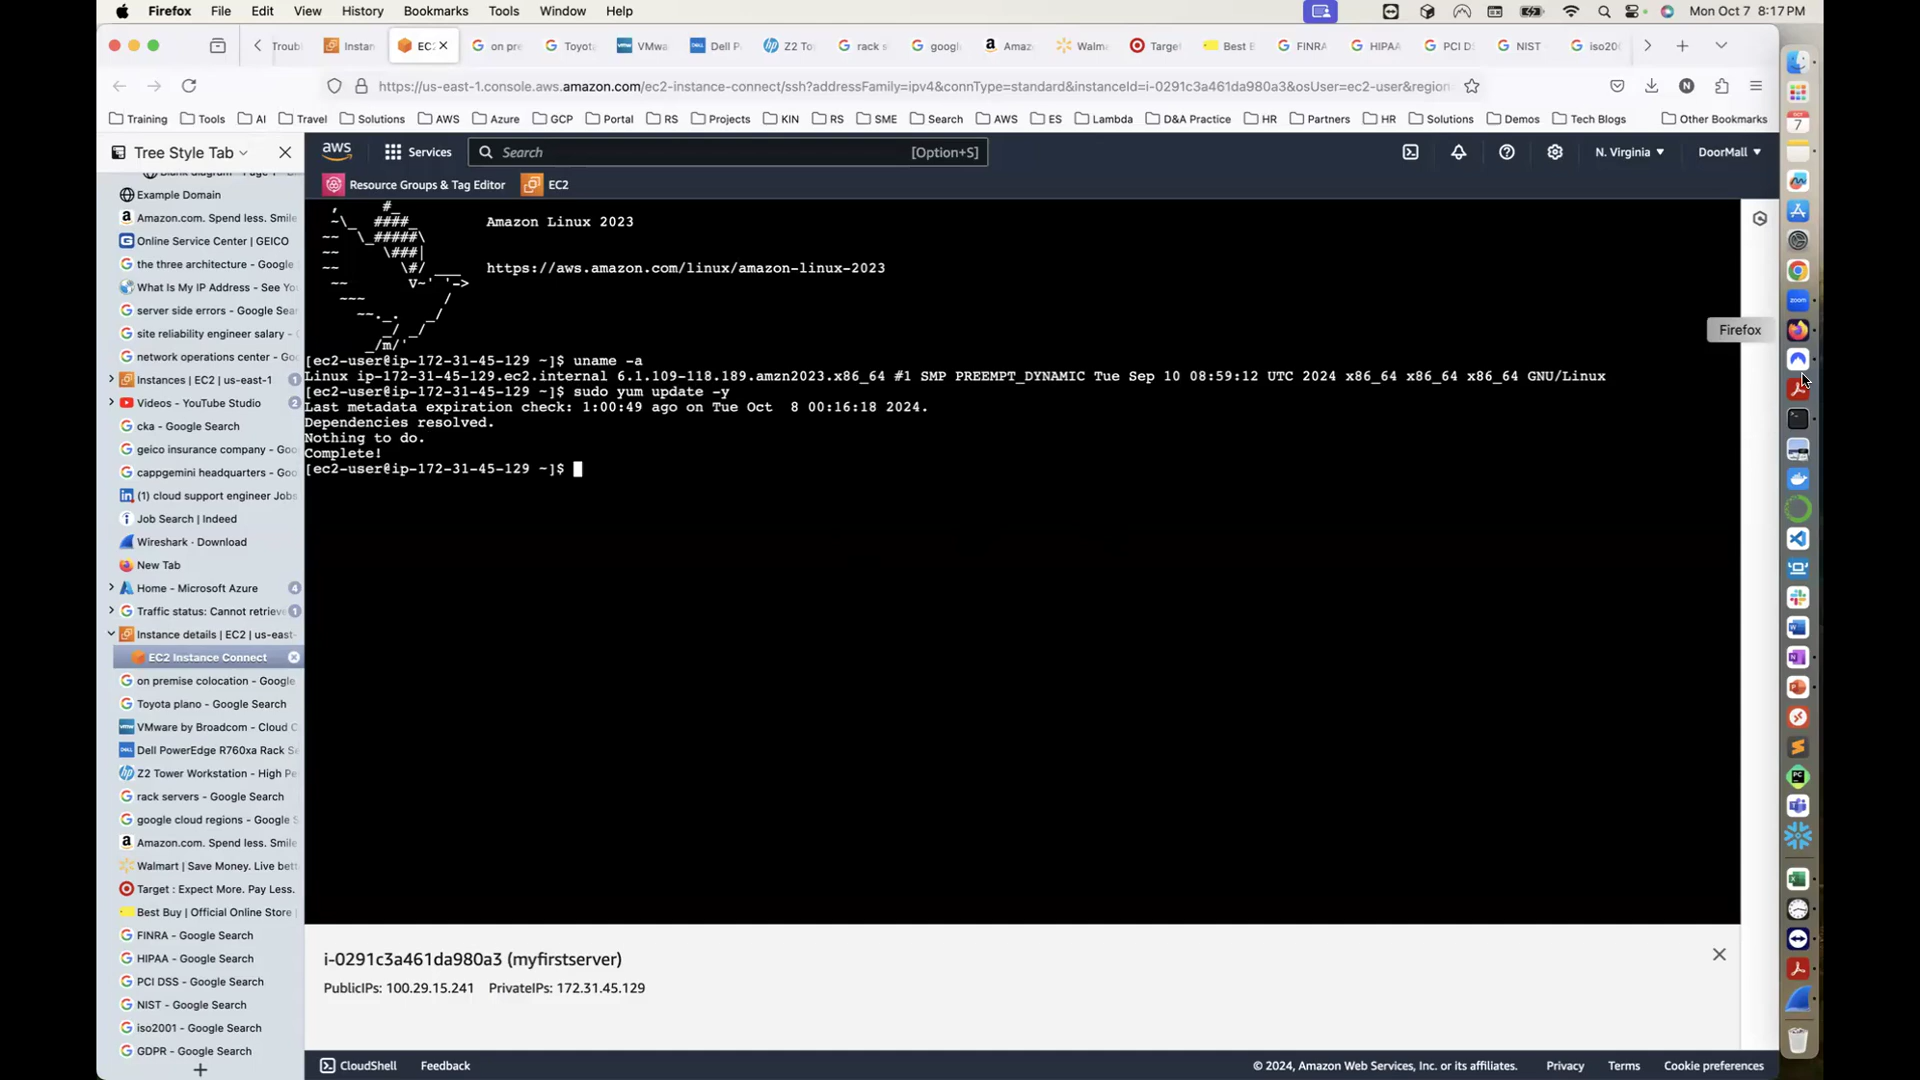 Firefox File Edit View History Bookmarks Tools Window Help Mon Oct 7 8:17 PM
Troubl Instan EC2 on pre Toyota VMwa Dell P Z2 To rack s googl Amaz Walm Target Best B FINRA HIPAA PCI D NIST iso200
https://us-east-1.console.aws.amazon.com/ec2-instance-connect/ssh?addressFamily=ipv4&connType=standard&instanceId=i-0291c3a461da980a3&osUser=ec2-user&region
Training Tools AI Travel Solutions AWS Azure GCP Portal RS Projects KIN RS SME Search AWS ES Lambda D&A Practice HR Partners HR Solutions Demos Tech Blogs Other Bookmarks
Tree Style Tab
aws Services Search [Option+S] N. Virginia DoorMall
Resource Groups & Tag Editor EC2
Blank diagram - Page 1 -
Example Domain
Amazon.com. Spend less. Smile
Online Service Center | GEICO
the three architecture - Google
What Is My IP Address - See Yo
server side errors - Google Sea
site reliability engineer salary -
network operations center - Go
Instances | EC2 | us-east-1 1
Videos - YouTube Studio 2
cka - Google Search
geico insurance company - Goo
cappgemini headquarters - Goo
(1) cloud support engineer Jobs
Job Search | Indeed
Wireshark · Download
New Tab
Home - Microsoft Azure 4
Traffic status: Cannot retrieve 1
Instance details | EC2 | us-east-
EC2 Instance Connect
on premise colocation - Google
Toyota plano - Google Search
VMware by Broadcom - Cloud C
Dell PowerEdge R760xa Rack Se
Z2 Tower Workstation - High Pe
rack servers - Google Search
google cloud regions - Google S
Amazon.com. Spend less. Smile
Walmart | Save Money. Live bett
Target : Expect More. Pay Less.
Best Buy | Official Online Store |
FINRA - Google Search
HIPAA - Google Search
PCI DSS - Google Search
NIST - Google Search
iso2001 - Google Search
GDPR - Google Search
,     #_
~\_  ####_        Amazon Linux 2023
~~  \_#####\
~~     \###|
~~       \#/ ___   https://aws.amazon.com/linux/amazon-linux-2023
~~       V~' '->
~~~         /
~~._.   _/
_/ _/
_/m/'
[ec2-user@ip-172-31-45-129 ~]$ uname -a
Linux ip-172-31-45-129.ec2.internal 6.1.109-118.189.amzn2023.x86_64 #1 SMP PREEMPT_DYNAMIC Tue Sep 10 08:59:12 UTC 2024 x86_64 x86_64 x86_64 GNU/Linux
[ec2-user@ip-172-31-45-129 ~]$ sudo yum update -y
Last metadata expiration check: 1:00:49 ago on Tue Oct  8 00:16:18 2024.
Dependencies resolved.
Nothing to do.
Complete!
[ec2-user@ip-172-31-45-129 ~]$
Firefox
7
zoom
i-0291c3a461da980a3 (myfirstserver)
PublicIPs: 100.29.15.241 PrivateIPs: 172.31.45.129
CloudShell Feedback © 2024, Amazon Web Services, Inc. or its affiliates. Privacy Terms Cookie preferences